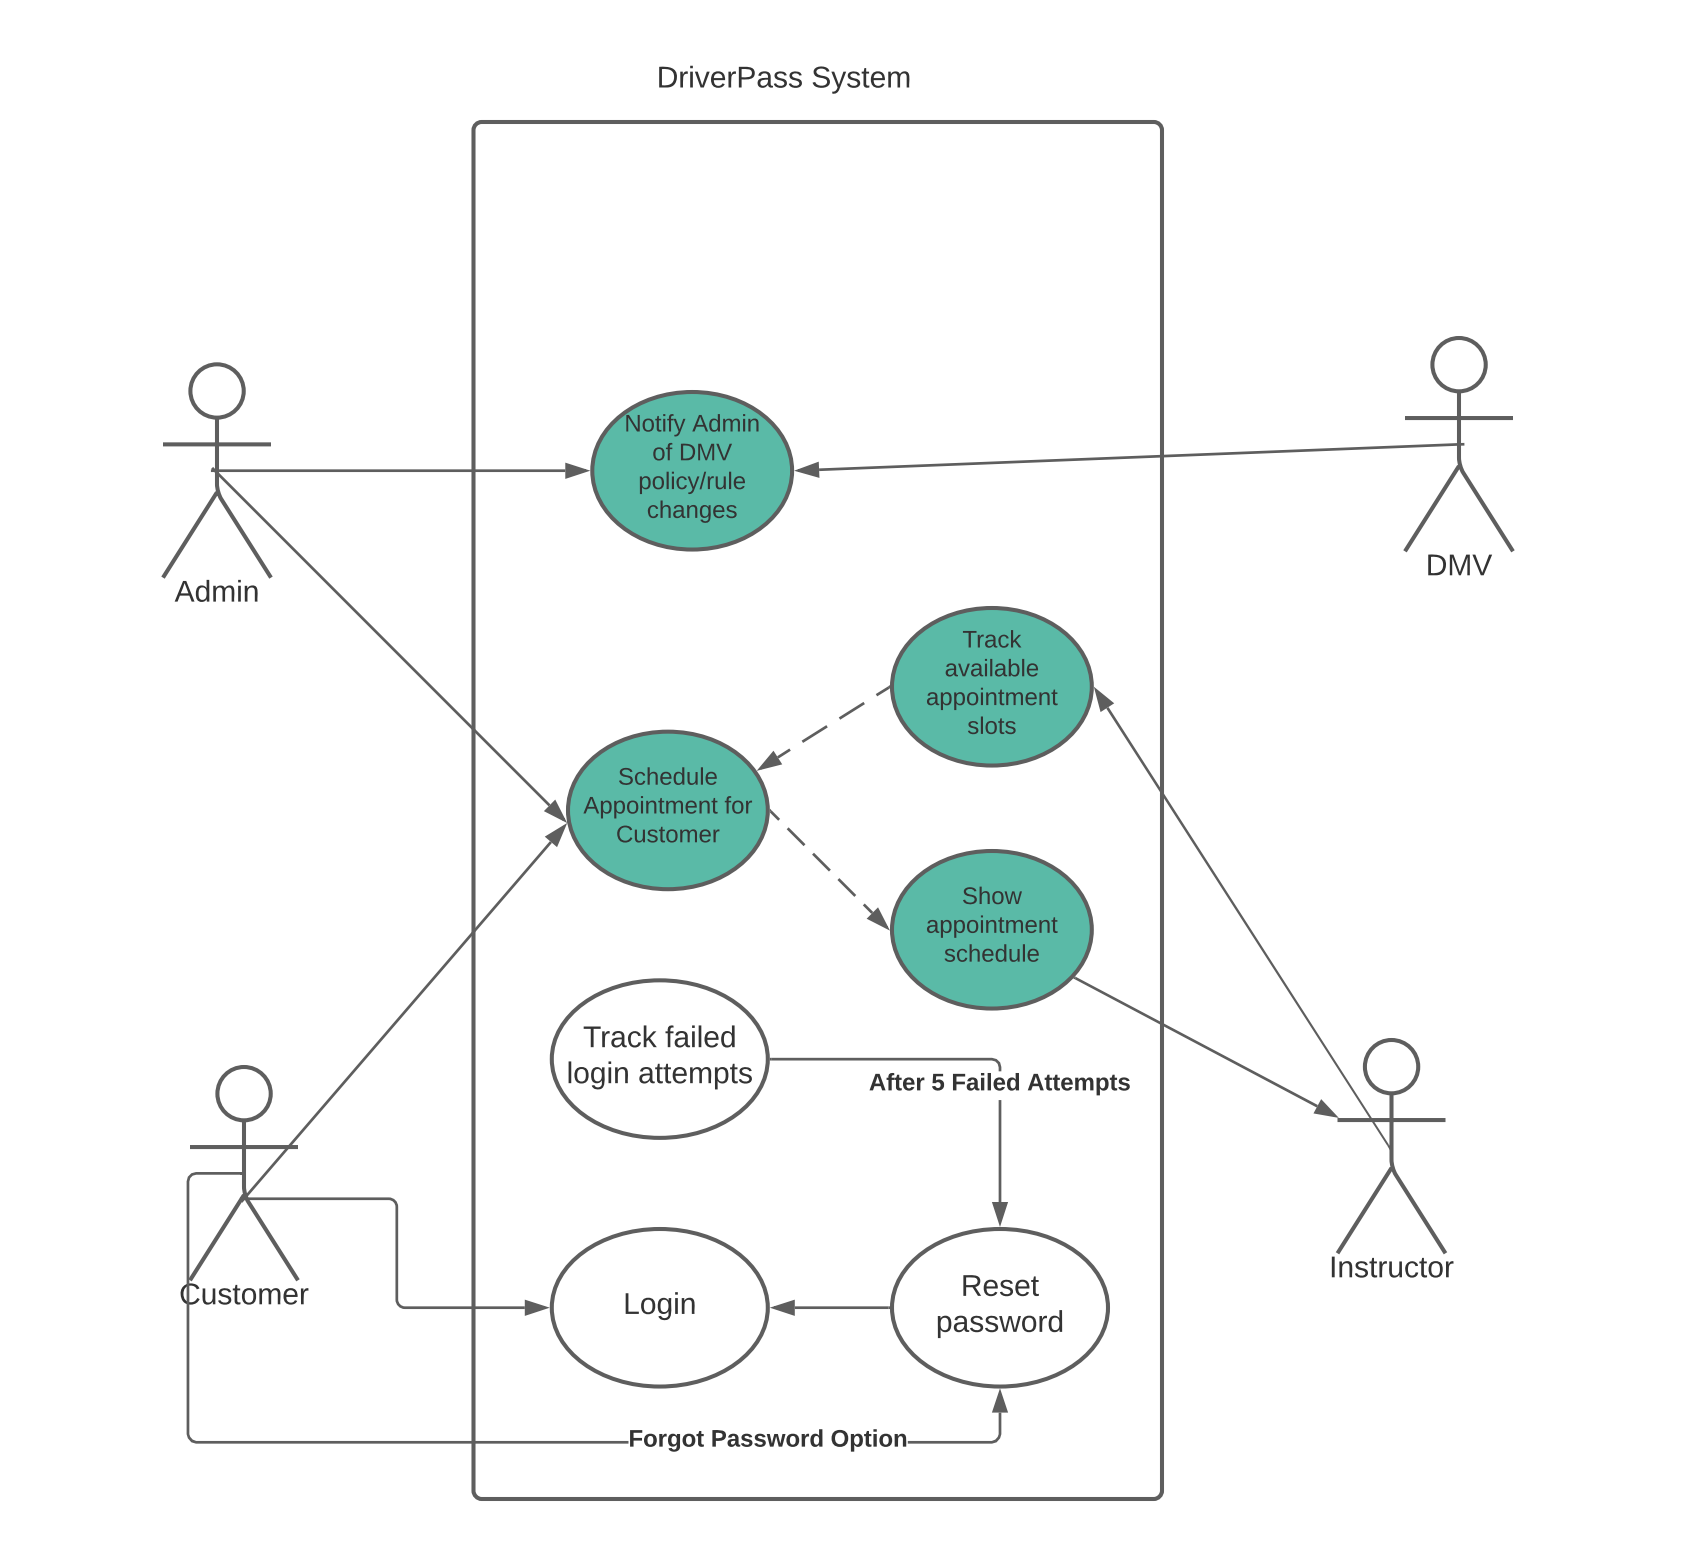 DriverPass System
Notify Admin
of DMV
policy/rule
changes
DMV
Admin
Track
available
appointment
slots
Schedule
Appointment for
Customer
Show
appointment
schedule
Track failed
login attempts
After 5 Failed Attempts
Instructor
Customer
Login
Reset
password
Forgot Password Option